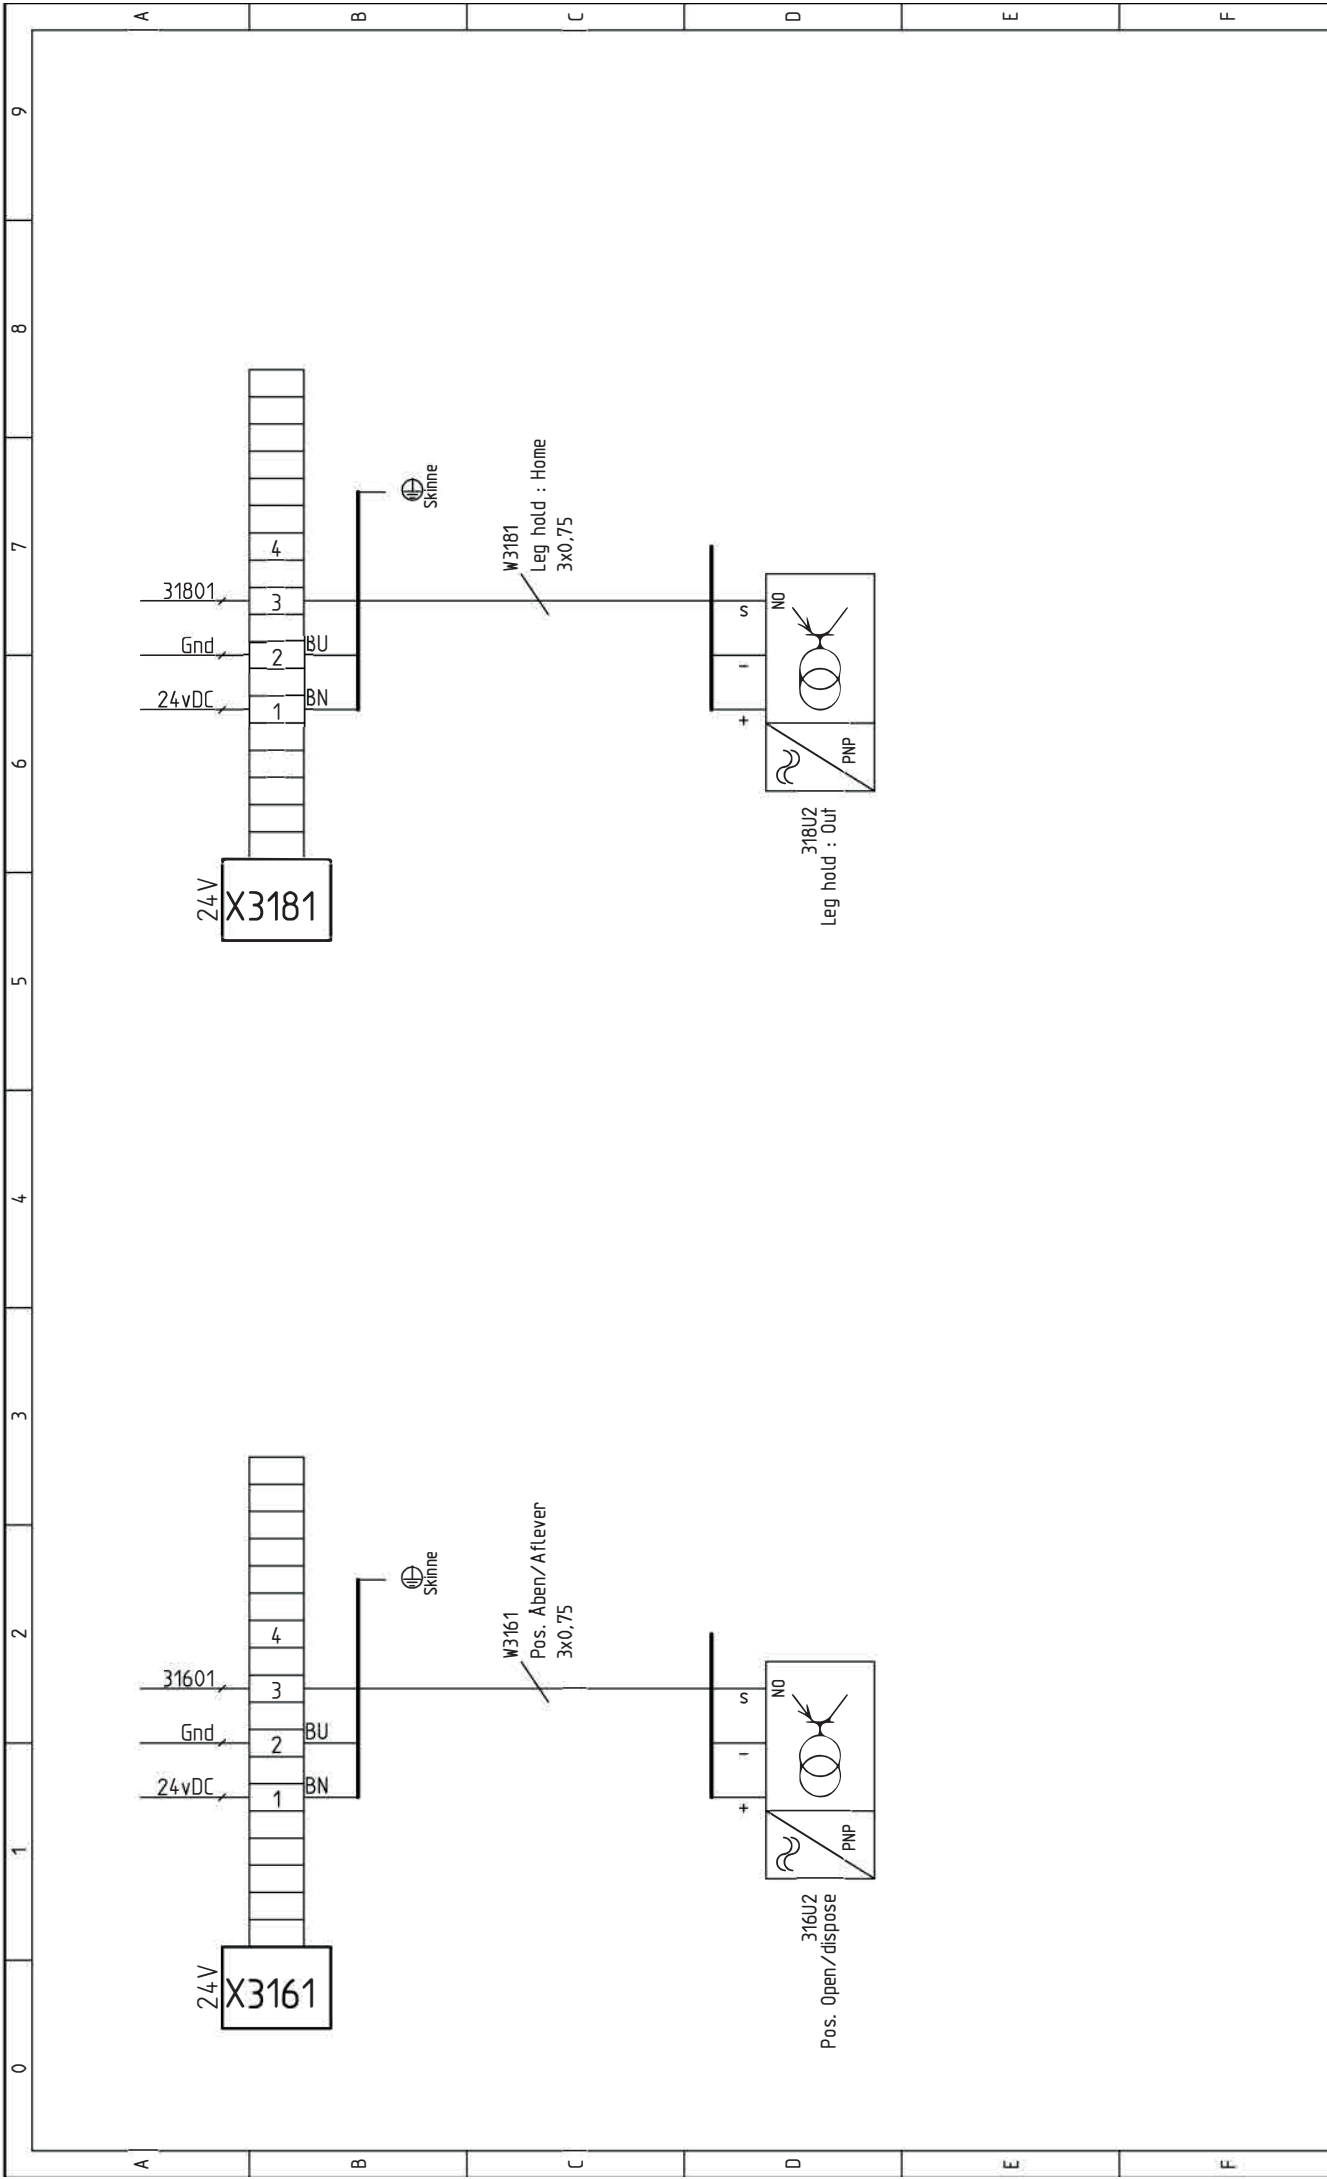 0 1 2 3 4 5 6 7 8 9
A
A
24vDC
Gnd
31601
24vDC
Gnd
31801
24V
X3161
1
2
3
4
24V
X3181
1
2
3
4
BN
BU
BN
BU
B
B
Skinne
Skinne
C
C
W3161
Pos. Åben/Aflever
3x0,75
W3181
Leg hold : Home
3x0,75
D
D
+
-
S
+
-
S
NO
PNP
NO
PNP
316U2
Pos. Open/dispose
318U2
Leg hold : Out
E
E
F
F